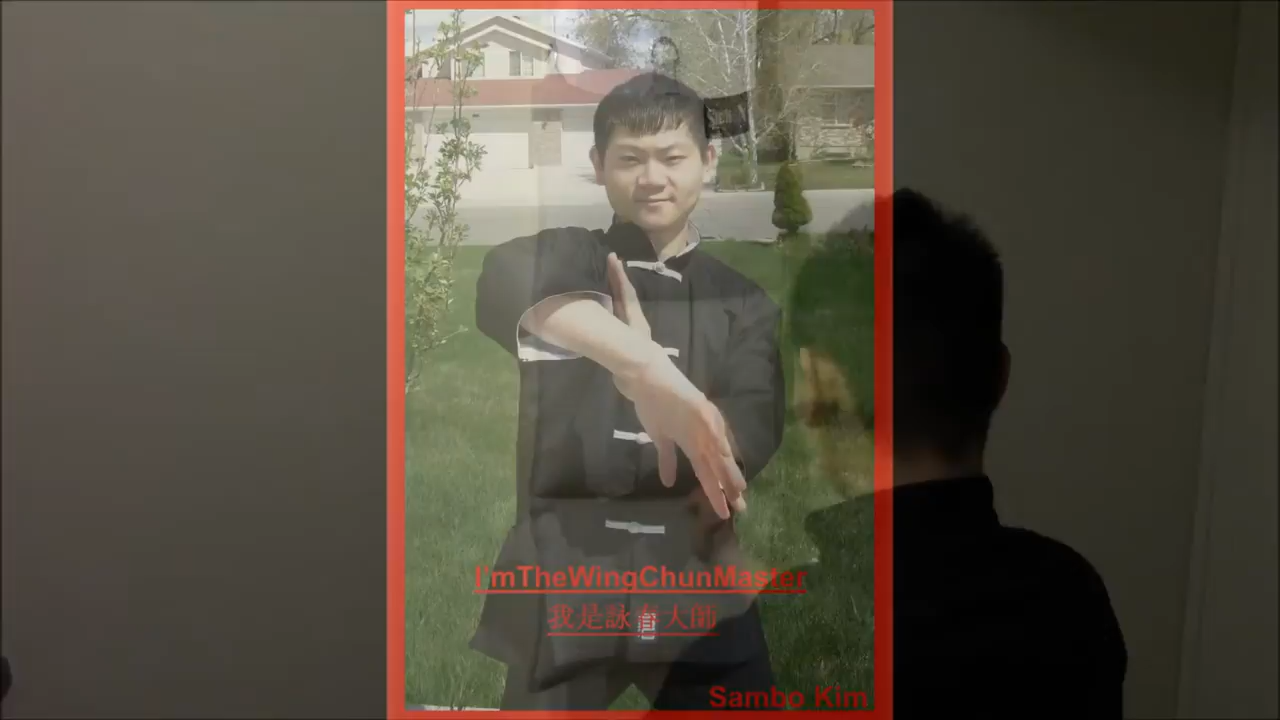 I'mTheWingChunMaster
我是詠春大師
Sambo Kim